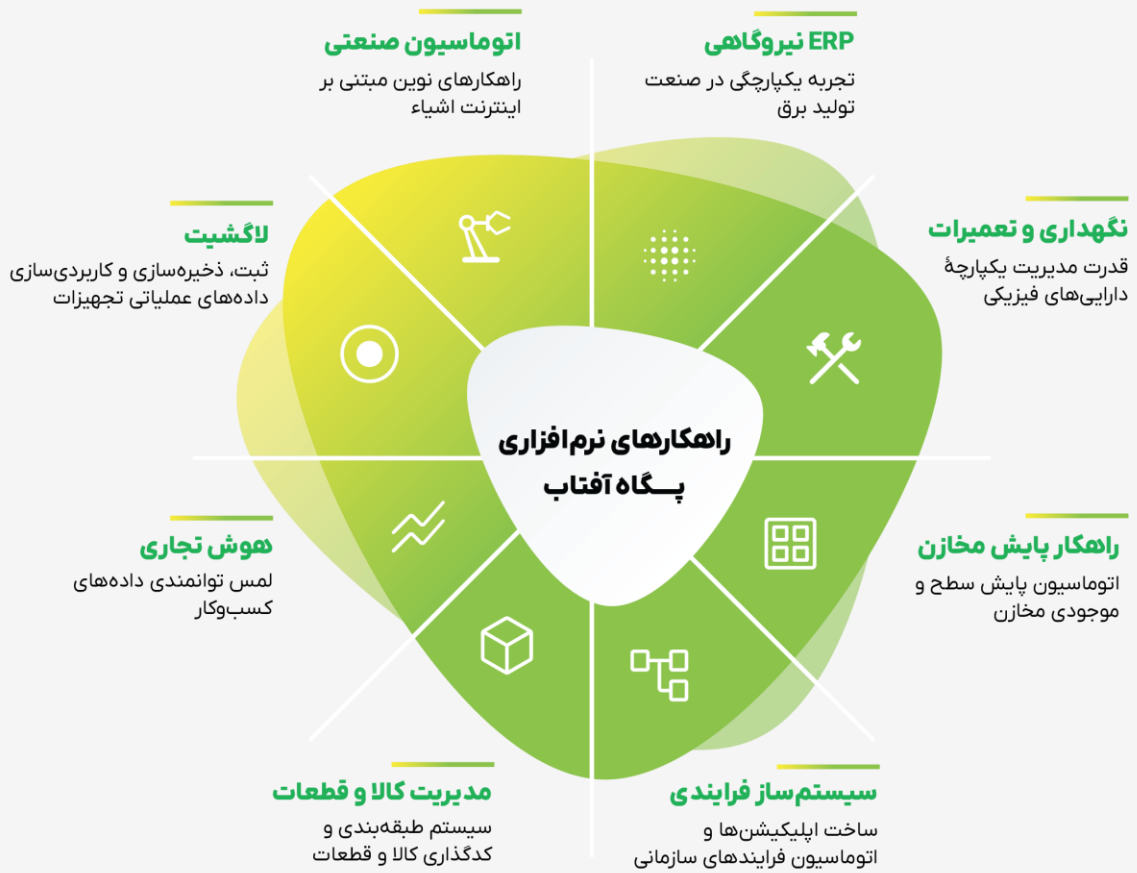 ERP نیروگاهی
تجربه یکپارچگی در صنعت
تولید برق
اتوماسیون صنعتی
راهکارهای نوین مبتنی بر
اینترنت اشیاء
نگهداری و تعمیرات
قدرت مدیریت یکپارچهٔ
دارایی‌های فیزیکی
لاگشیت
ثبت، ذخیره‌سازی و کاربردی‌سازی
داده‌های عملیاتی تجهیزات
راهکارهای نرم‌افزاری
پــگاه آفتاب
راهکار پایش مخازن
اتوماسیون پایش سطح و
موجودی مخازن
هوش تجاری
لمس توانمندی داده‌های
کسب‌وکار
سیستم‌ساز فرایندی
ساخت اپلیکیشن‌ها و
اتوماسیون فرایندهای سازمانی
مدیریت کالا و قطعات
سیستم طبقه‌بندی و
کدگذاری کالا و قطعات